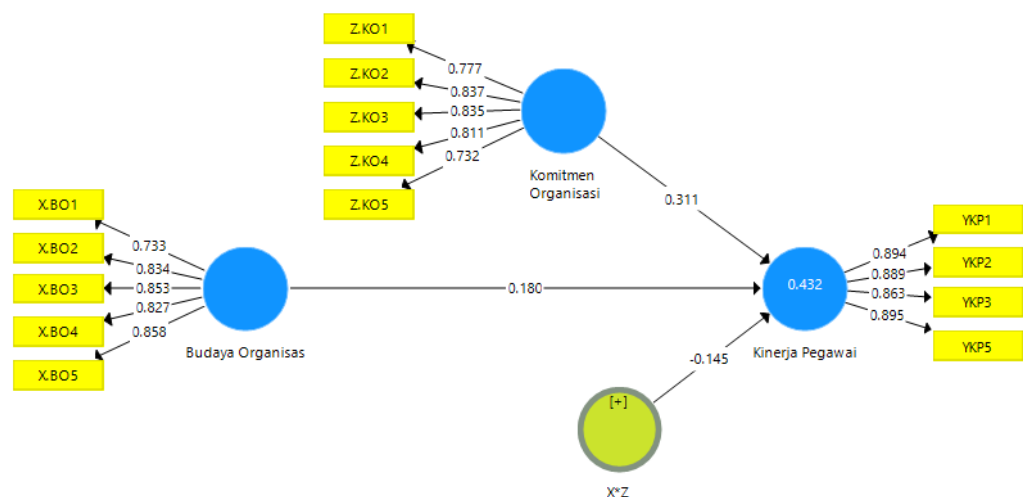 Z.KO1
Z.KO2
Z.KO3
Z.KO4
Z.KO5
0.777
0.837
0.835
0.811
0.732
Komitmen
Organisasi
0.311
X.BO1
X.BO2
X.BO3
X.BO4
X.BO5
0.733
0.834
0.853
0.827
0.858
Budaya Organisas
0.180
0.432
Kinerja Pegawai
0.894
0.889
0.863
0.895
YKP1
YKP2
YKP3
YKP5
-0.145
[+]
X*Z